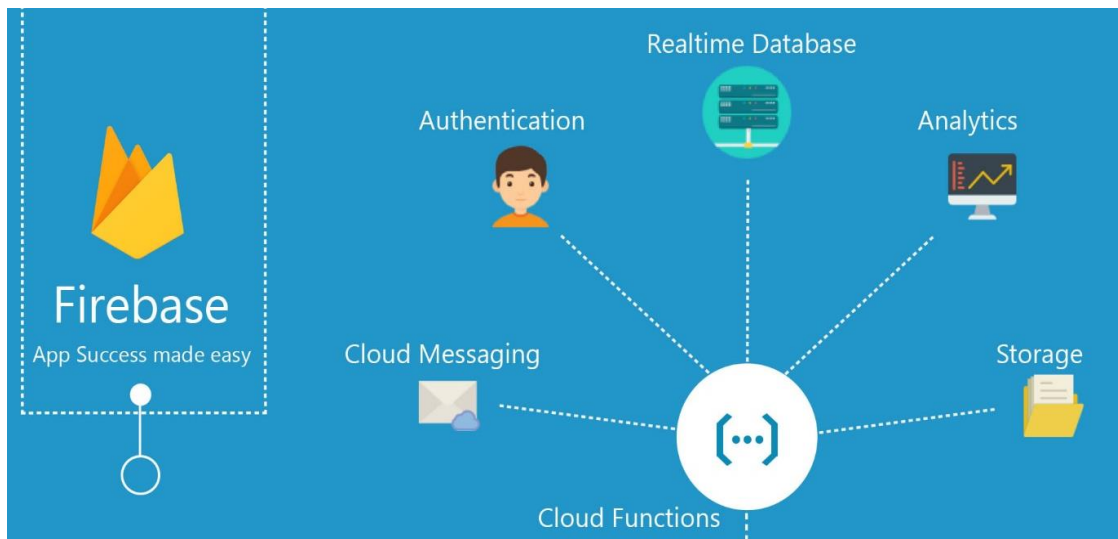 Firebase
App Success made easy
Realtime Database
Authentication
Analytics
Cloud Messaging
Storage
Cloud Functions